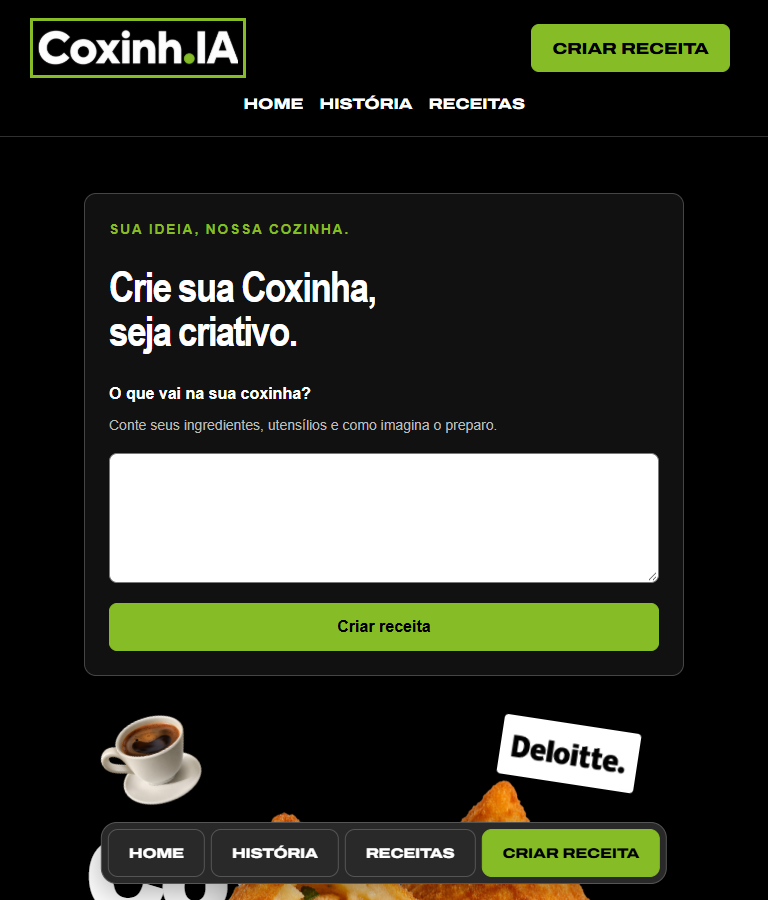 Coxinh.IA
CRIAR RECEITA
HOME HISTÓRIA RECEITAS
SUA IDEIA, NOSSA COZINHA.
Crie sua Coxinha,
seja criativo.
O que vai na sua coxinha?
Conte seus ingredientes, utensílios e como imagina o preparo.
Criar receita
Deloitte.
HOME HISTÓRIA RECEITAS CRIAR RECEITA